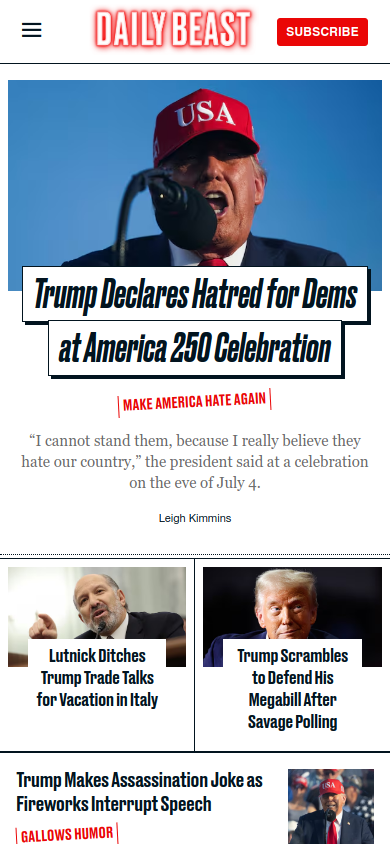 DAILY BEAST
SUBSCRIBE
USA
Trump Declares Hatred for Dems
at America 250 Celebration
MAKE AMERICA HATE AGAIN
“I cannot stand them, because I really believe they
hate our country,” the president said at a celebration
on the eve of July 4.
Leigh Kimmins
Lutnick Ditches
Trump Trade Talks
for Vacation in Italy
Trump Scrambles
to Defend His
Megabill After
Savage Polling
Trump Makes Assassination Joke as
Fireworks Interrupt Speech
USA
GALLOWS HUMOR